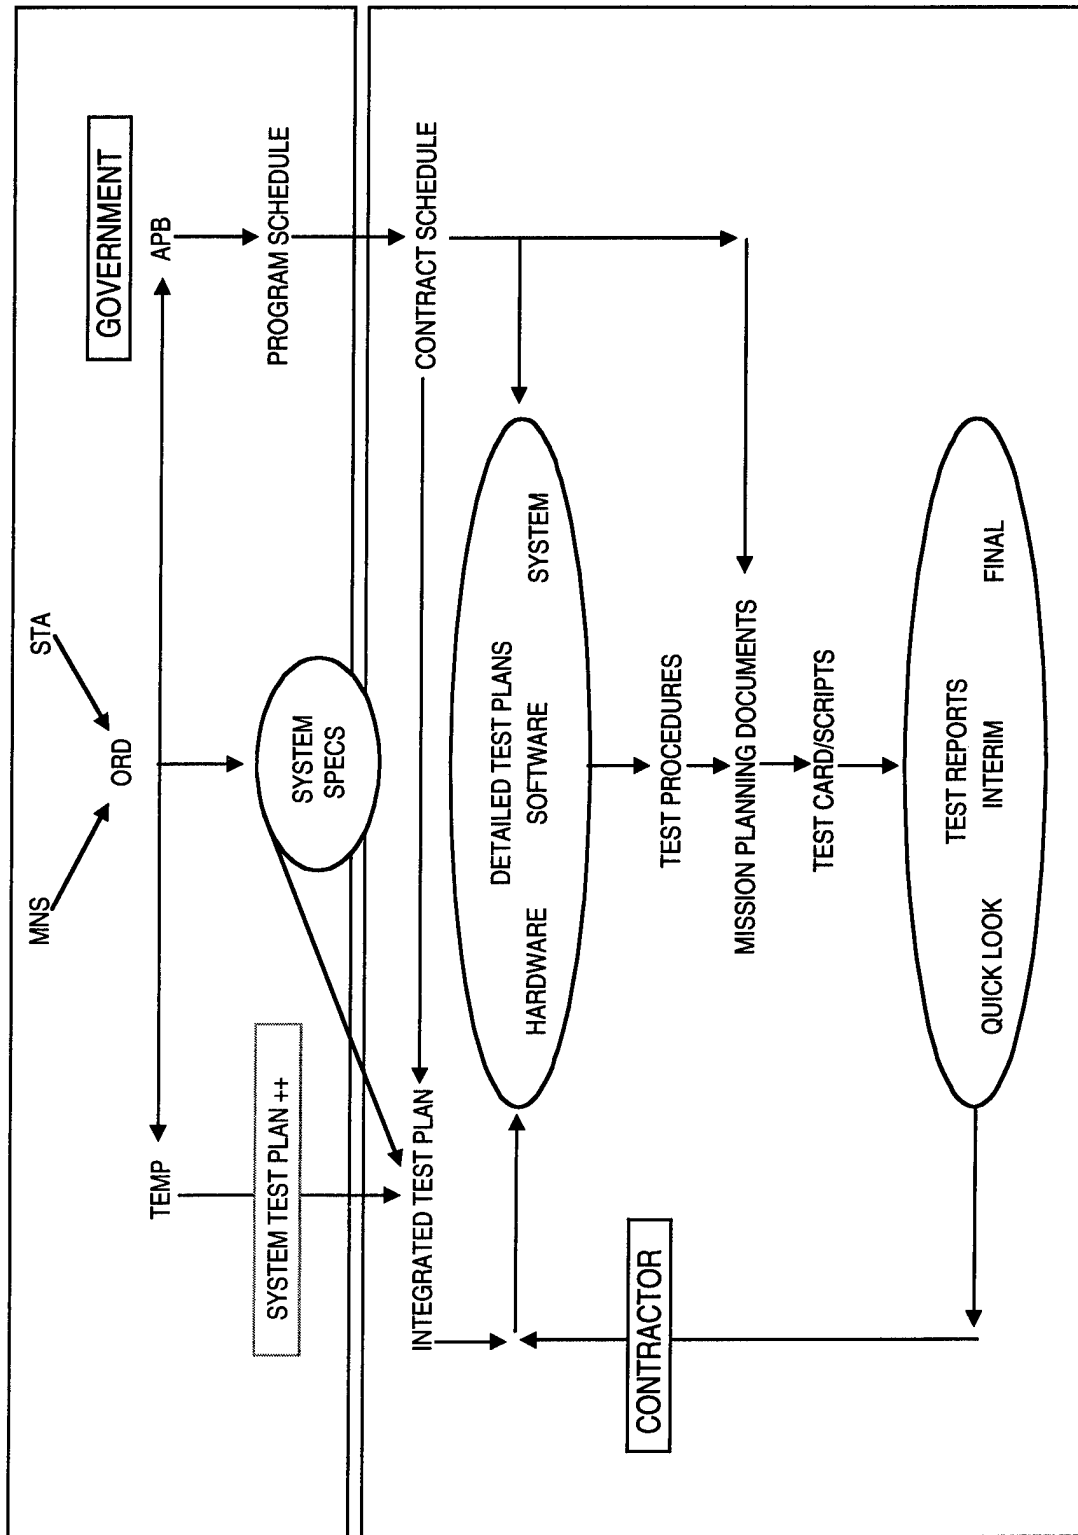 MNS
STA
ORD
GOVERNMENT
TEMP
APB
SYSTEM TEST PLAN ++
SYSTEM
SPECS
PROGRAM SCHEDULE
INTEGRATED TEST PLAN
CONTRACT SCHEDULE
DETAILED TEST PLANS
HARDWARE SOFTWARE SYSTEM
CONTRACTOR
TEST PROCEDURES
MISSION PLANNING DOCUMENTS
TEST CARD/SCRIPTS
TEST REPORTS
QUICK LOOK INTERIM FINAL